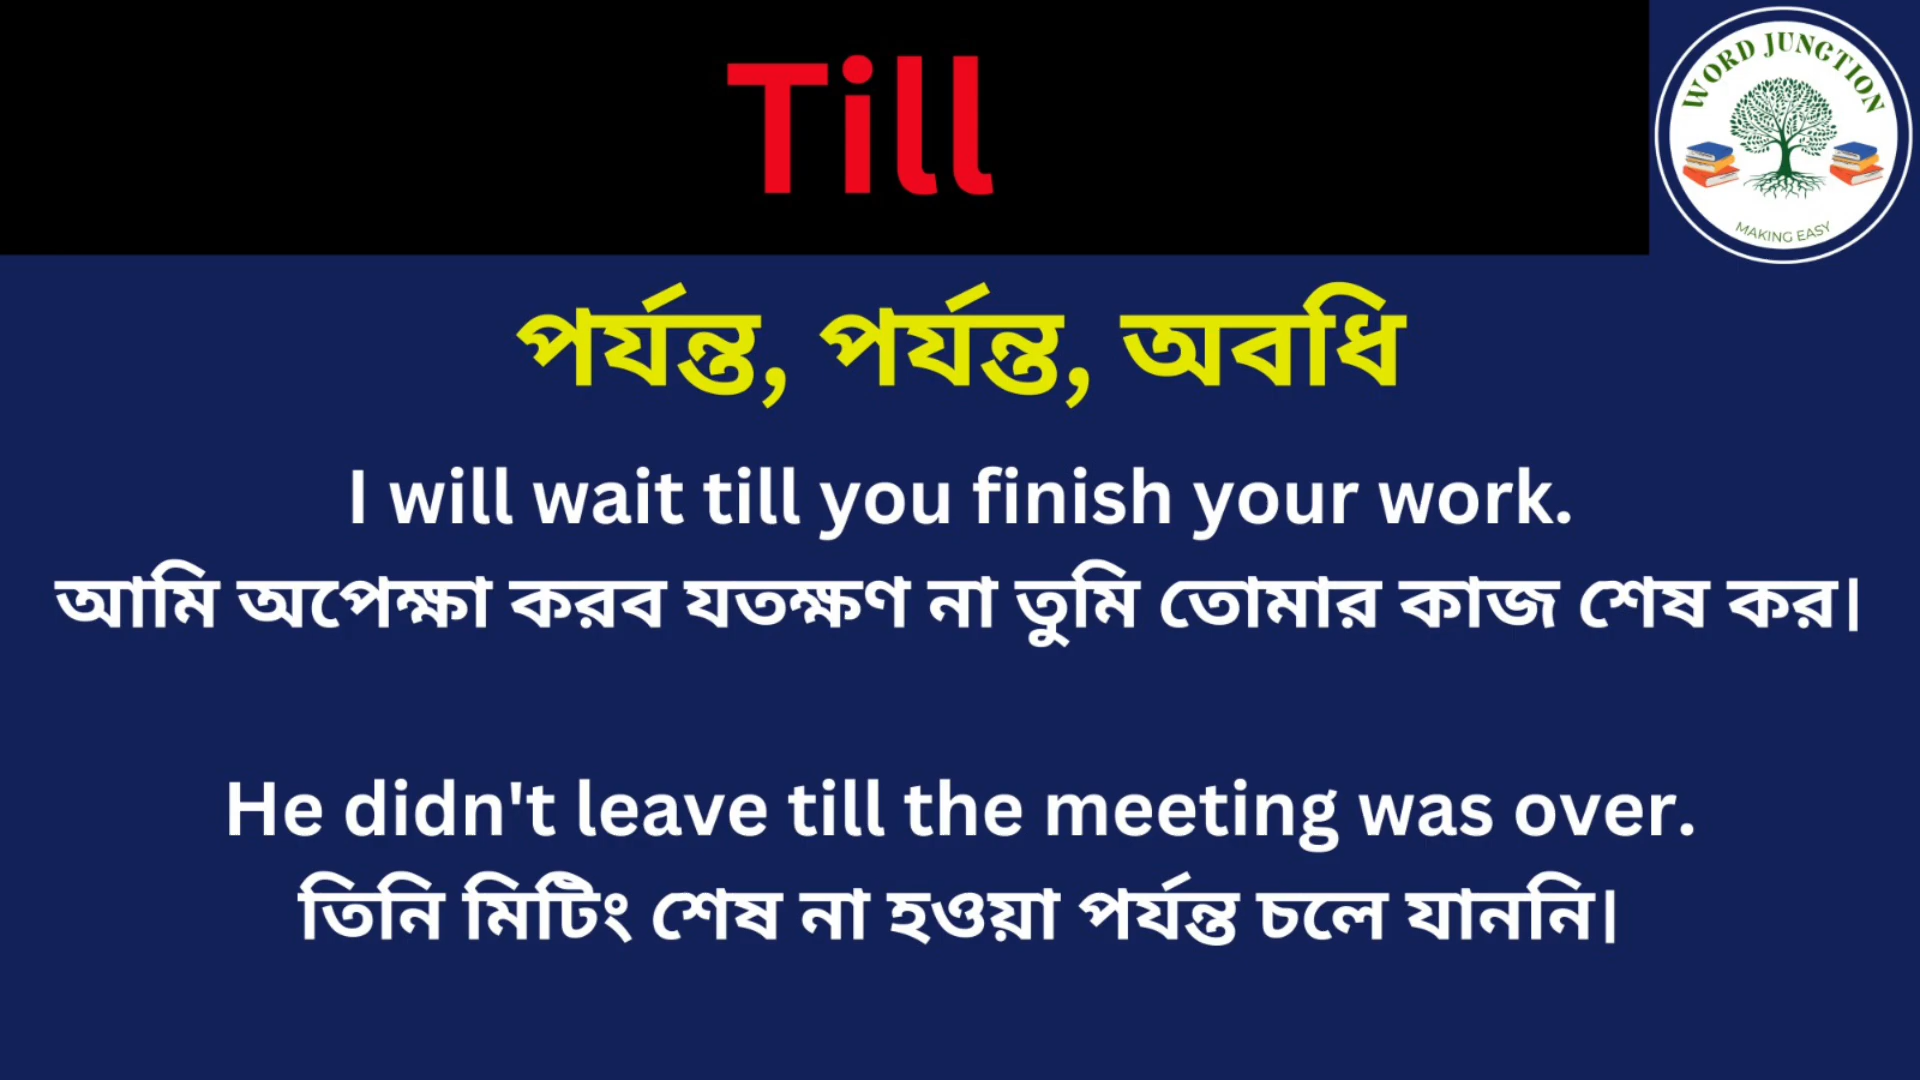 Till
WORD JUNGTION
MAKING EASY
পর্যন্ত, পর্যন্ত, অবধি
I will wait till you finish your work.
আমি অপেক্ষা করব যতক্ষণ না তুমি তোমার কাজ শেষ কর।
He didn't leave till the meeting was over.
তিনি মিটিং শেষ না হওয়া পর্যন্ত চলে যাননি।